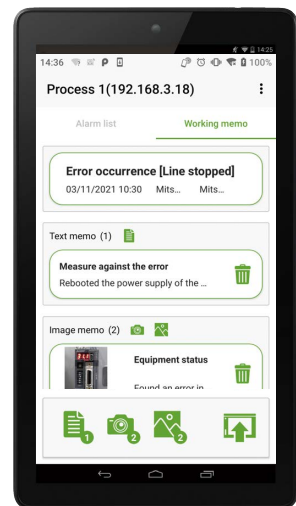 14:25
14:36 100%
Process 1(192.168.3.18)
Alarm list Working memo
Error occurrence [Line stopped]
03/11/2021 10:30 Mits... Mits...
Text memo (1)
Measure against the error
Rebooted the power supply of the ...
Image memo (2)
Equipment status
Found an error in
1 2 2